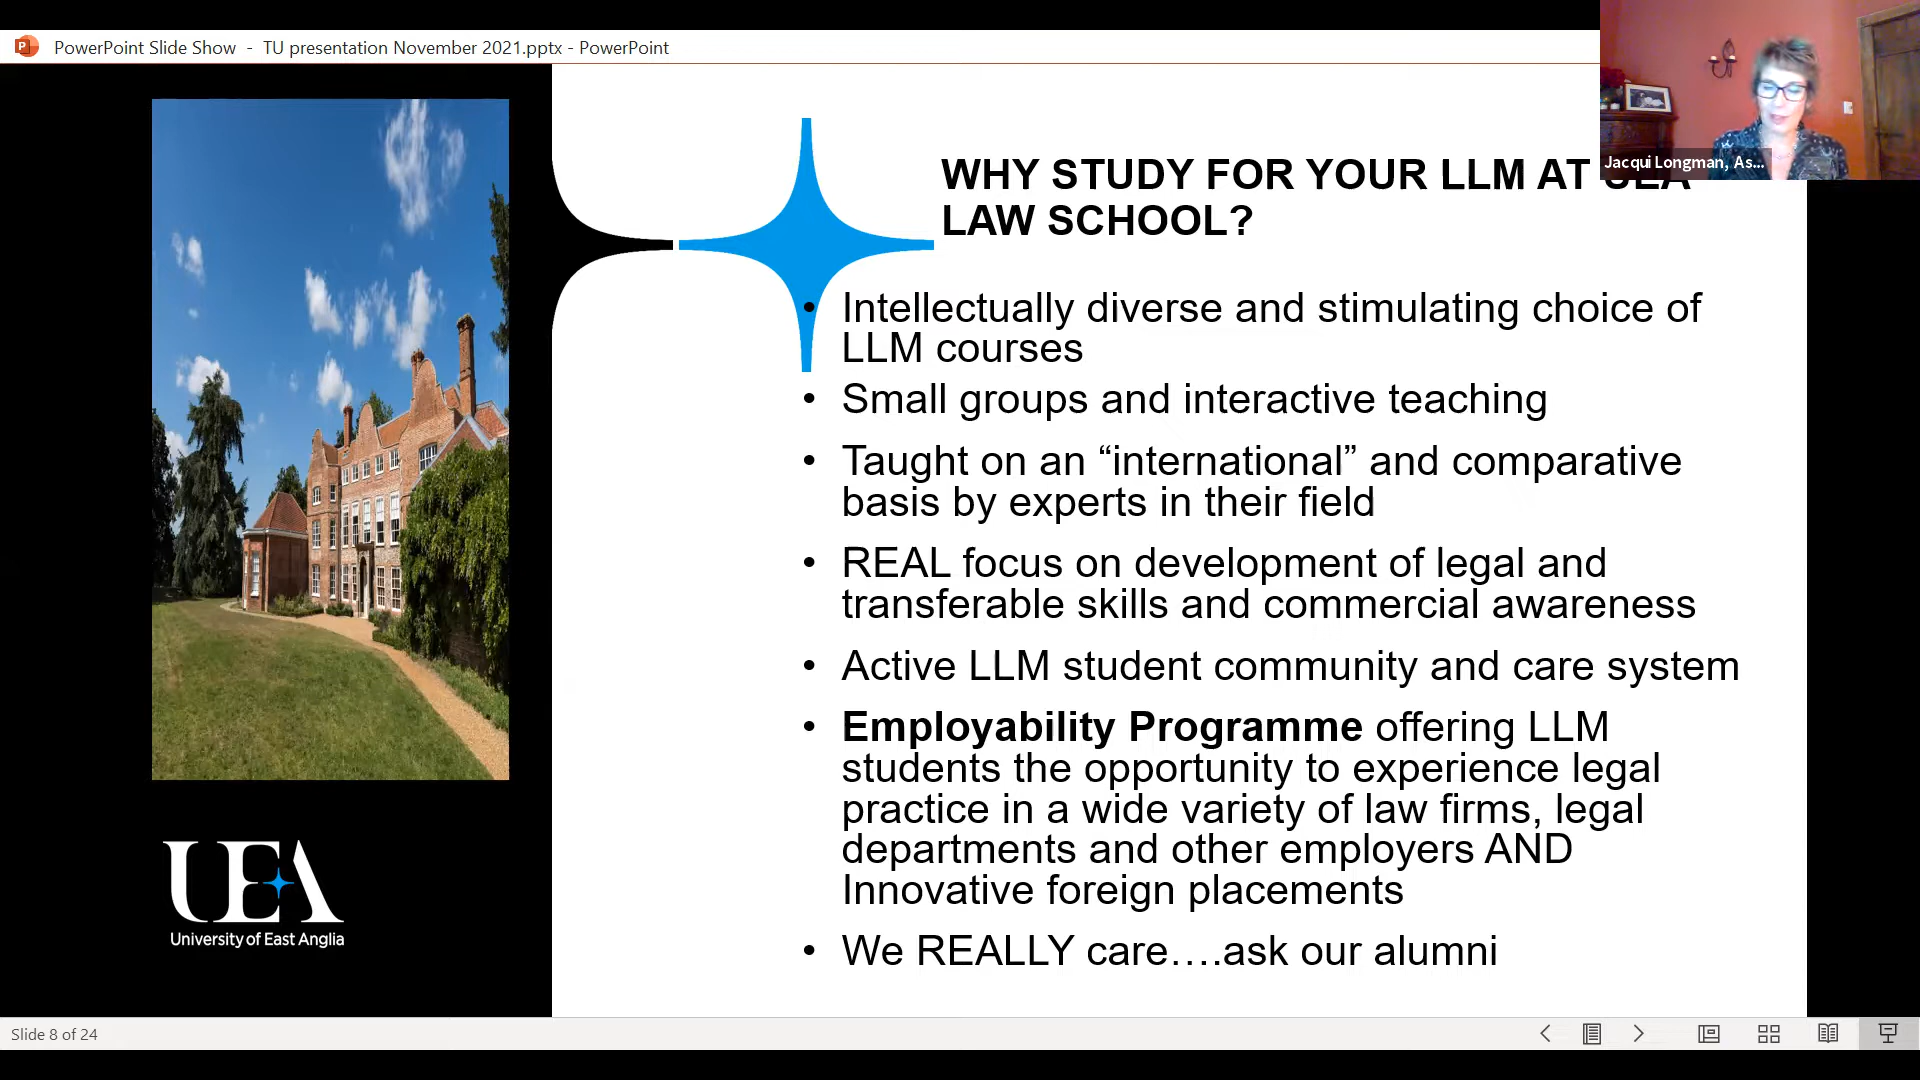 PowerPoint Slide Show - TU presentation November 2021.pptx - PowerPoint
Jacqui Longman, As...
WHY STUDY FOR YOUR LLM AT UEA
LAW SCHOOL?
• Intellectually diverse and stimulating choice of
LLM courses
• Small groups and interactive teaching
• Taught on an “international” and comparative
basis by experts in their field
• REAL focus on development of legal and
transferable skills and commercial awareness
• Active LLM student community and care system
• Employability Programme offering LLM
students the opportunity to experience legal
practice in a wide variety of law firms, legal
departments and other employers AND
Innovative foreign placements
• We REALLY care….ask our alumni
UEA
University of East Anglia
Slide 8 of 24